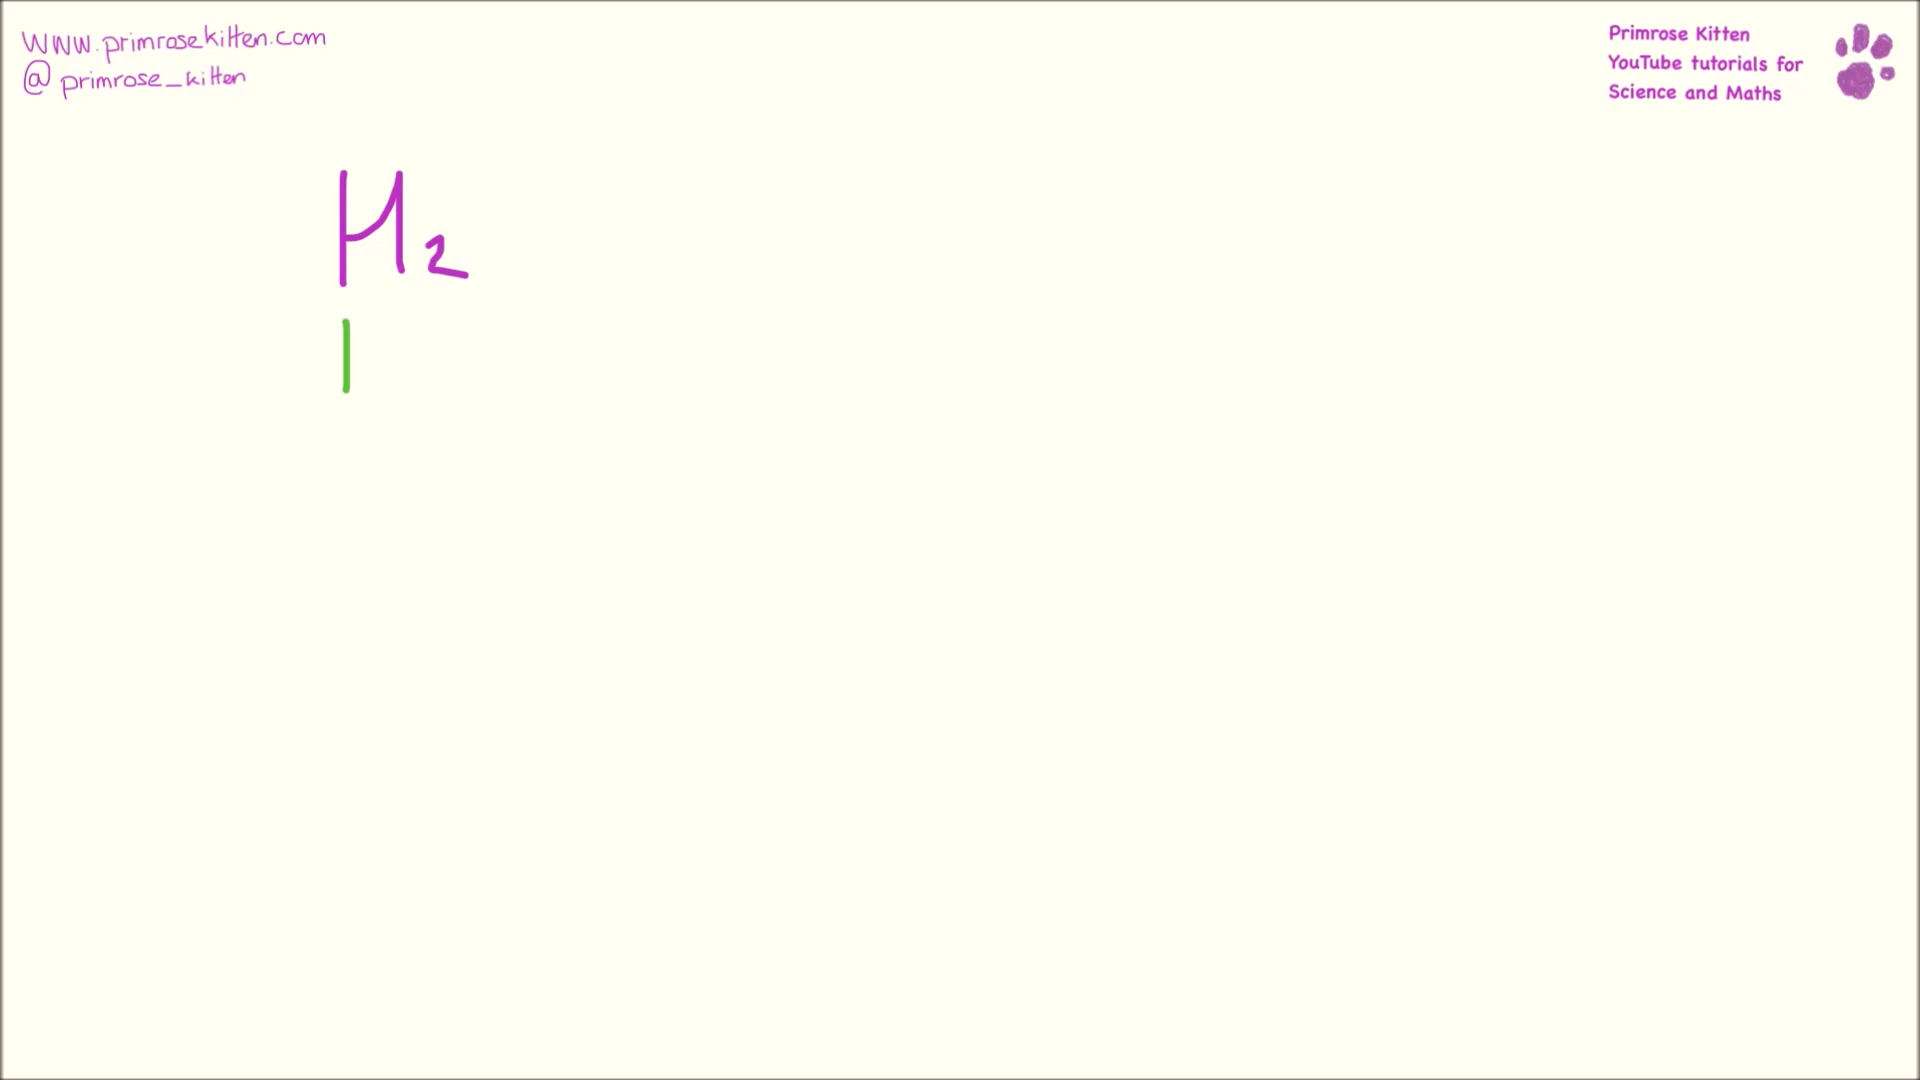 www.primrosekitten.com
@primrose_kitten
Primrose Kitten
YouTube tutorials for
Science and Maths
H₂